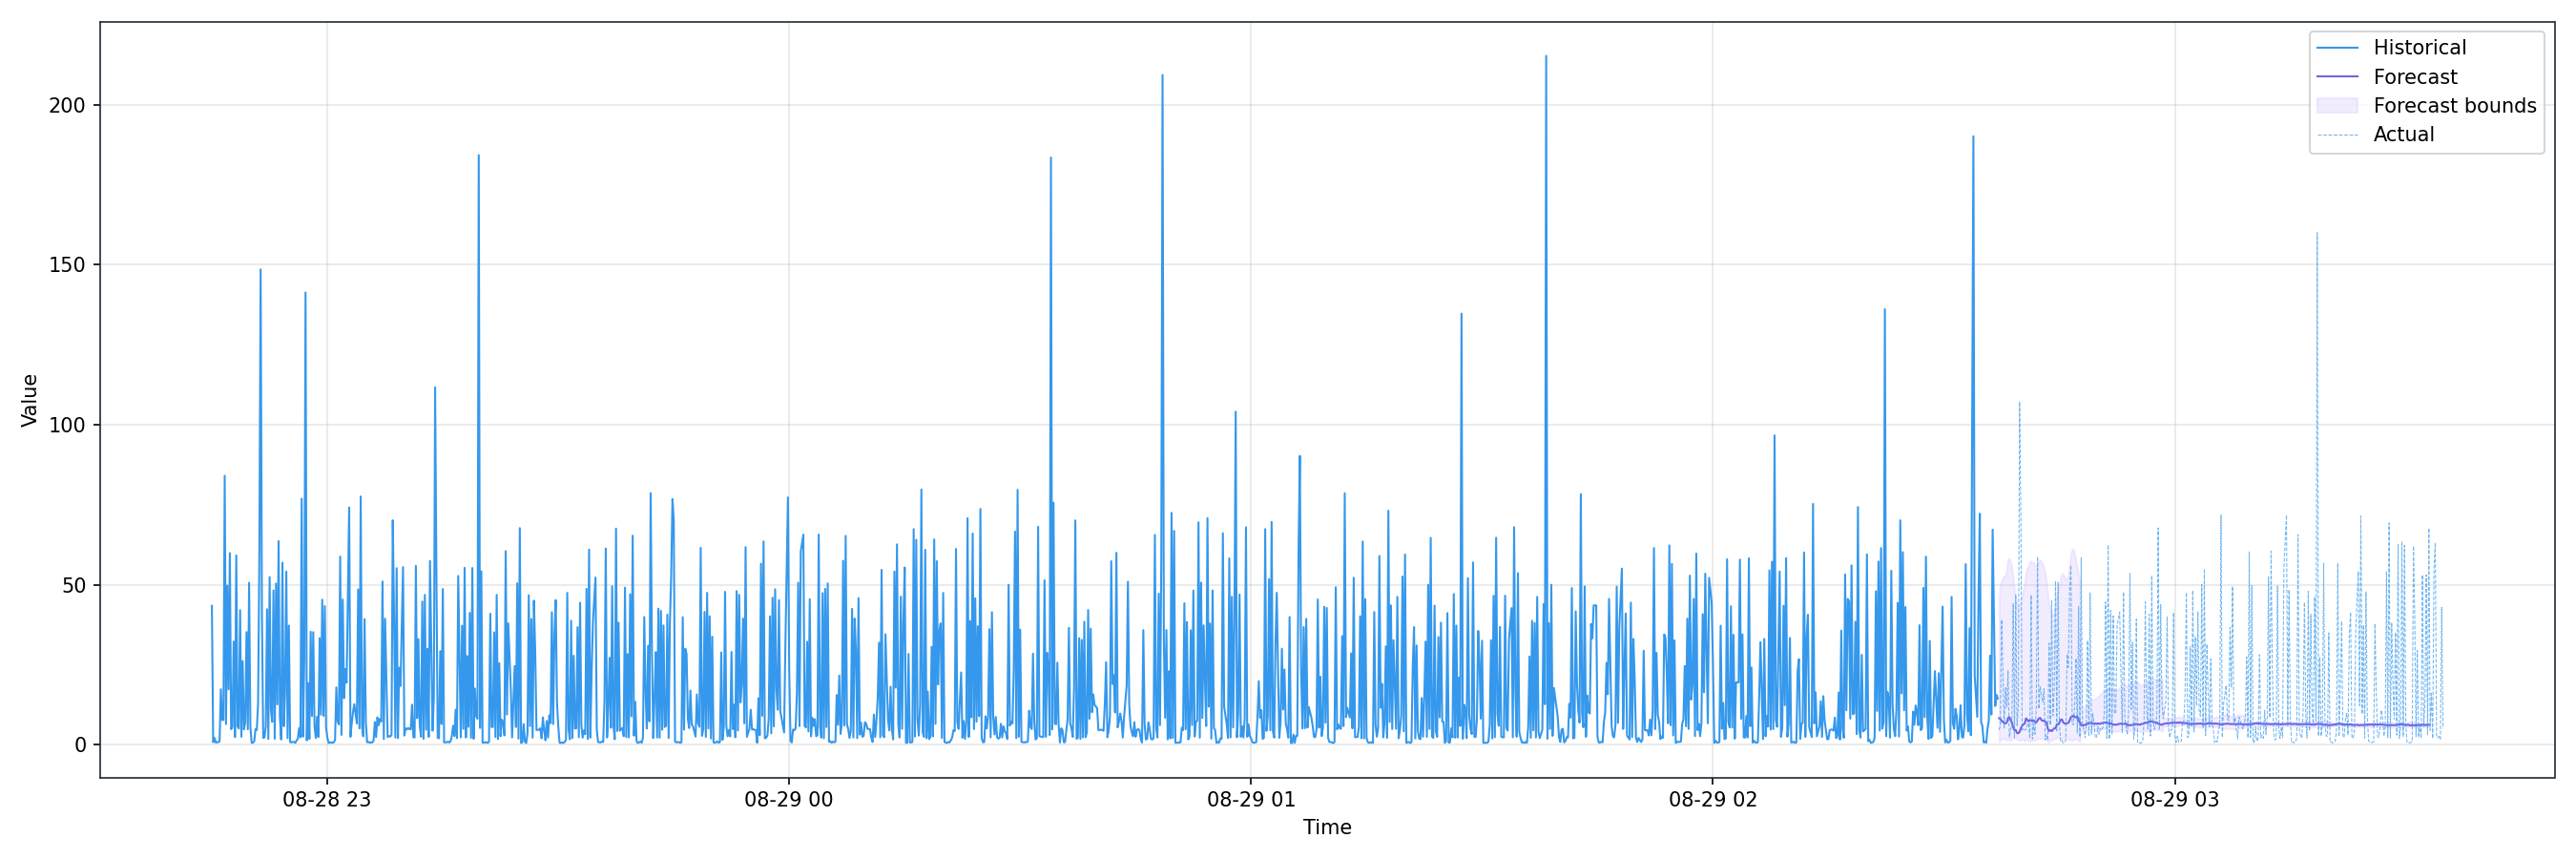 Historical
Forecast
Forecast bounds
Actual
200
150
100
50
0
Value
08-28 23
08-29 00
08-29 01
08-29 02
08-29 03
Time